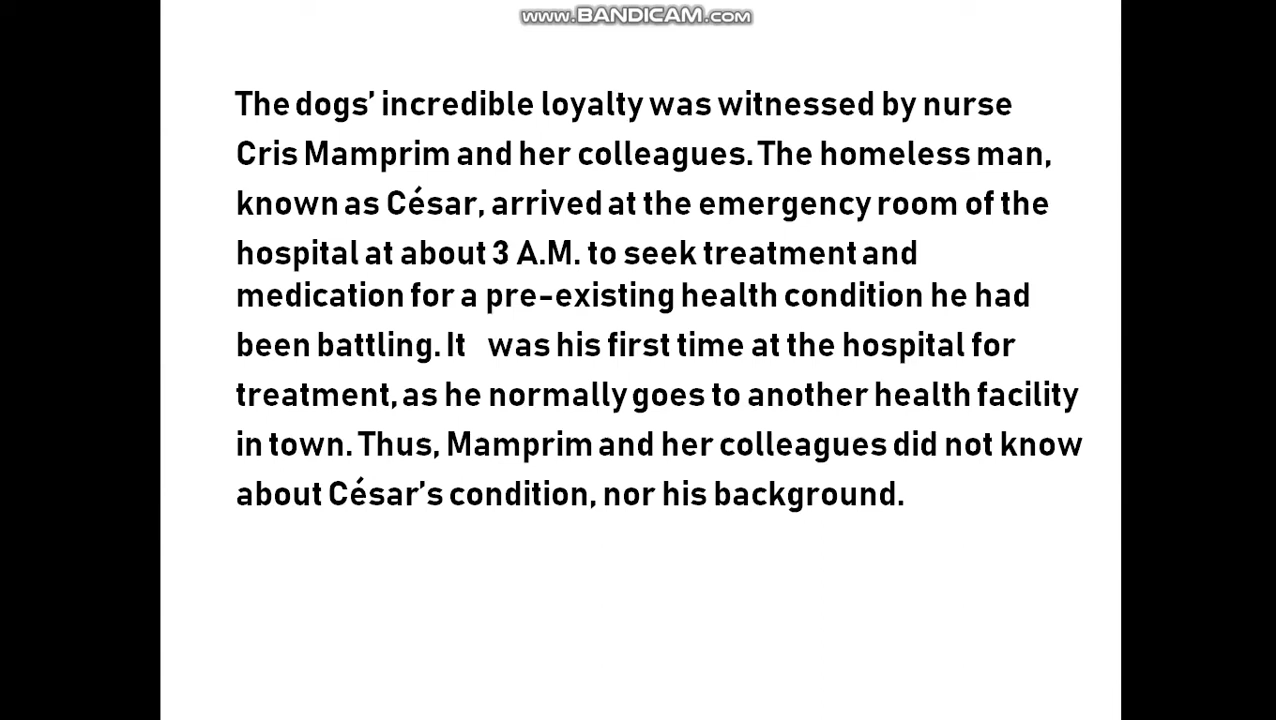 www.BANDICAM.com
The dogs’ incredible loyalty was witnessed by nurse
Cris Mamprim and her colleagues. The homeless man,
known as César, arrived at the emergency room of the
hospital at about 3 A.M. to seek treatment and
medication for a pre-existing health condition he had
been battling. It was his first time at the hospital for
treatment, as he normally goes to another health facility
in town. Thus, Mamprim and her colleagues did not know
about César’s condition, nor his background.